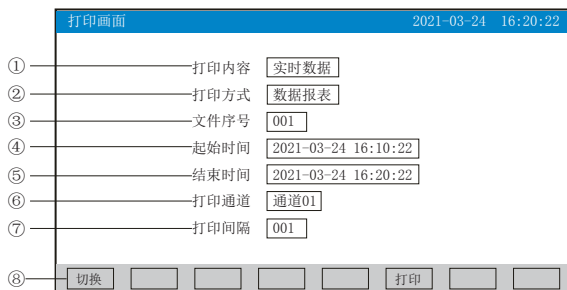 打印画面 2021-03-24 16:20:22
① 打印内容 实时数据
② 打印方式 数据报表
③ 文件序号 001
④ 起始时间 2021-03-24 16:10:22
⑤ 结束时间 2021-03-24 16:20:22
⑥ 打印通道 通道01
⑦ 打印间隔 001
⑧ 切换 打印